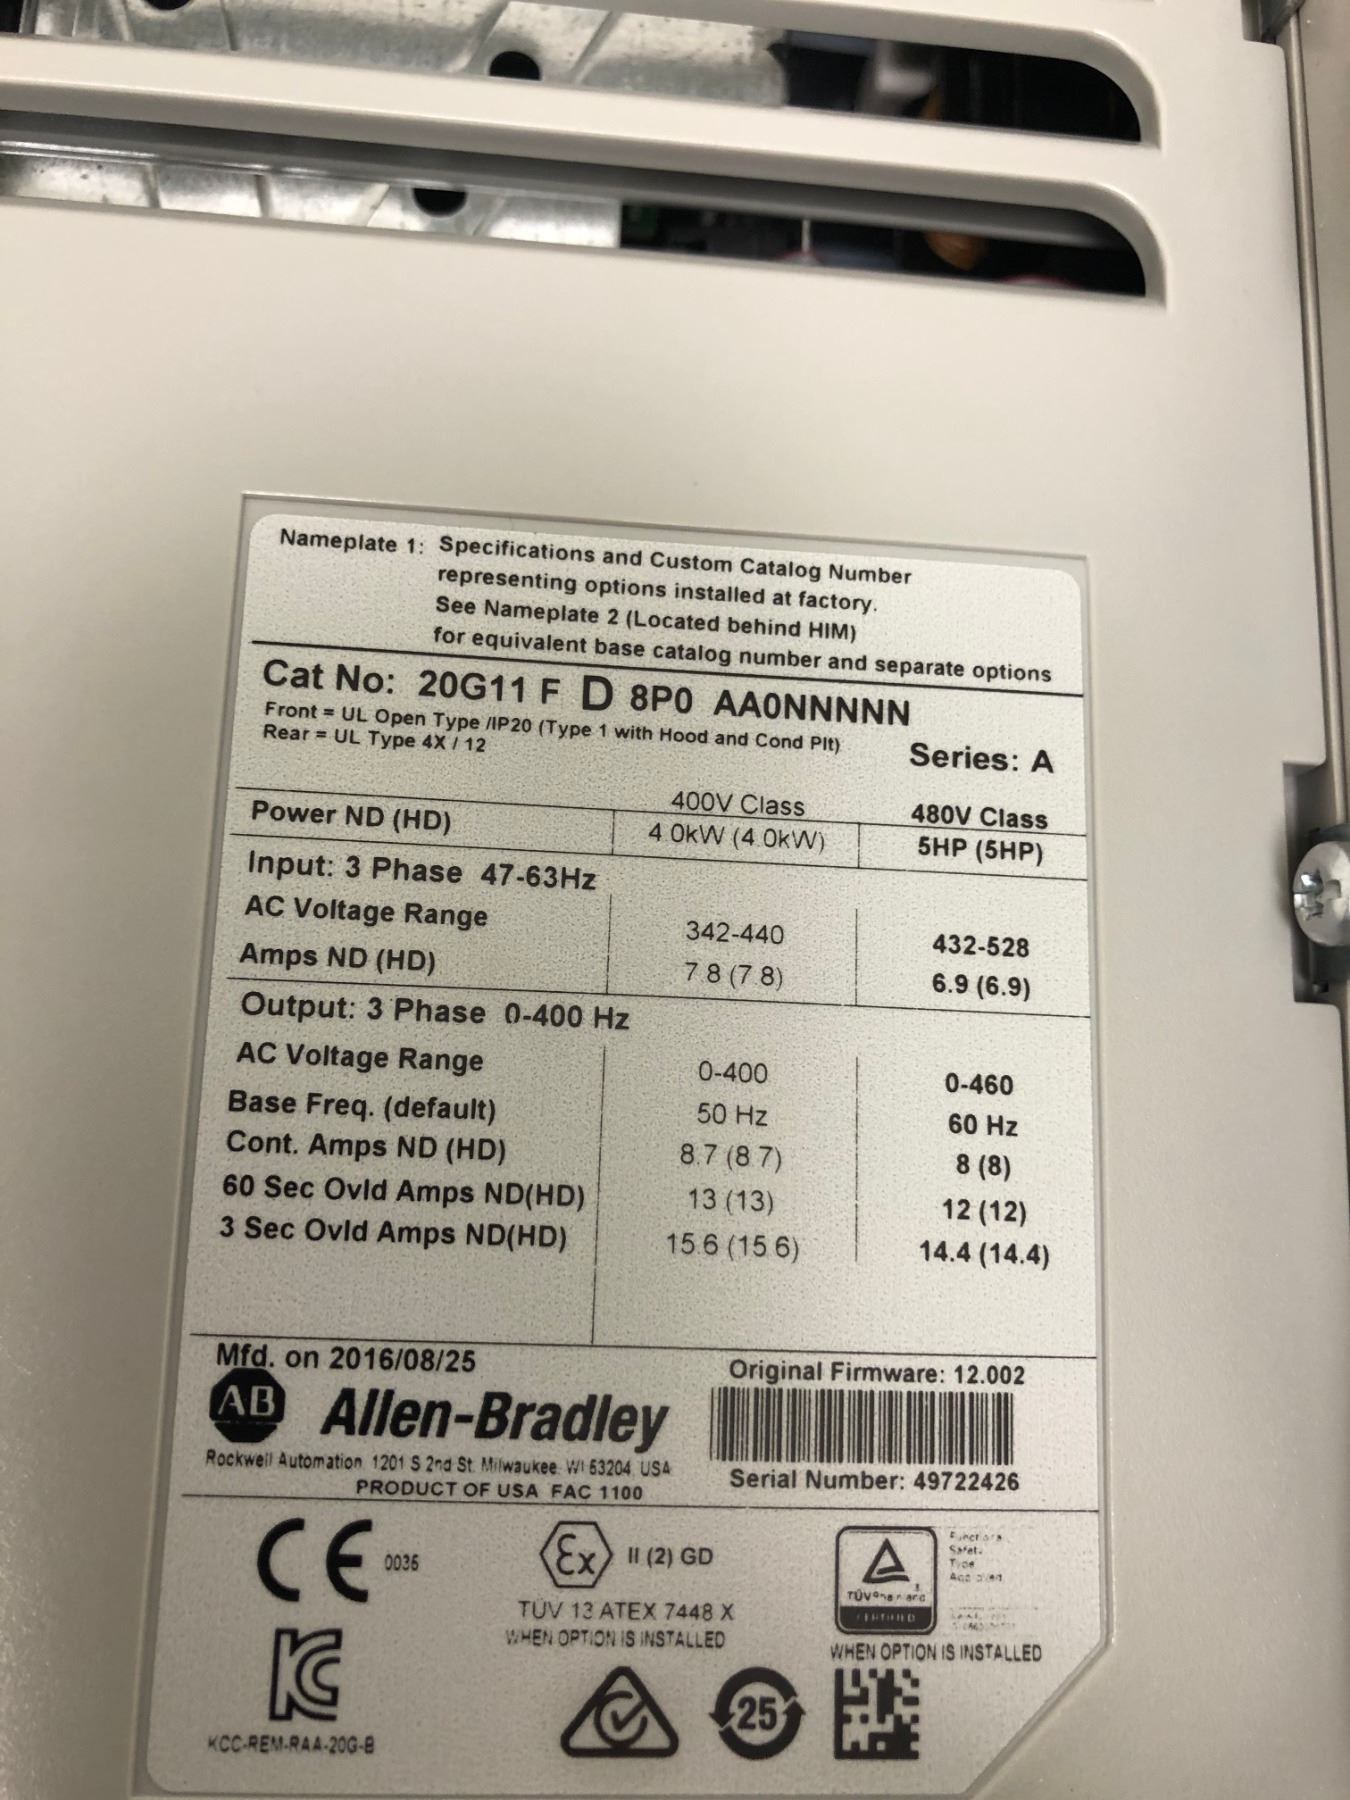 Nameplate 1: Specifications and Custom Catalog Number
representing options installed at factory.
See Nameplate 2 (Located behind HIM)
for equivalent base catalog number and separate options
Cat No: 20G11 F D 8P0 AA0NNNNN
Front = UL Open Type /IP20 (Type 1 with Hood and Cond Plt)
Rear = UL Type 4X / 12
Series: A
400V Class 480V Class
Power ND (HD) 4.0kW (4.0kW) 5HP (5HP)
Input: 3 Phase 47-63Hz
AC Voltage Range 342-440 432-528
Amps ND (HD) 7.8 (7.8) 6.9 (6.9)
Output: 3 Phase 0-400 Hz
AC Voltage Range 0-400 0-460
Base Freq. (default) 50 Hz 60 Hz
Cont. Amps ND (HD) 8.7 (8.7) 8 (8)
60 Sec Ovld Amps ND(HD) 13 (13) 12 (12)
3 Sec Ovld Amps ND(HD) 15.6 (15.6) 14.4 (14.4)
Mfd. on 2016/08/25
Original Firmware: 12.002
AB Allen-Bradley
Rockwell Automation 1201 S 2nd St. Milwaukee. WI 53204 USA
PRODUCT OF USA FAC 1100
Serial Number: 49722426
CE 0035
Ex II (2) GD
TÜV 13 ATEX 7448 X
WHEN OPTION IS INSTALLED
Functional
Safety
Type
Approved
TÜVRheinland
CERTIFIED
WHEN OPTION IS INSTALLED
KCC-REM-RAA-20G-B
25